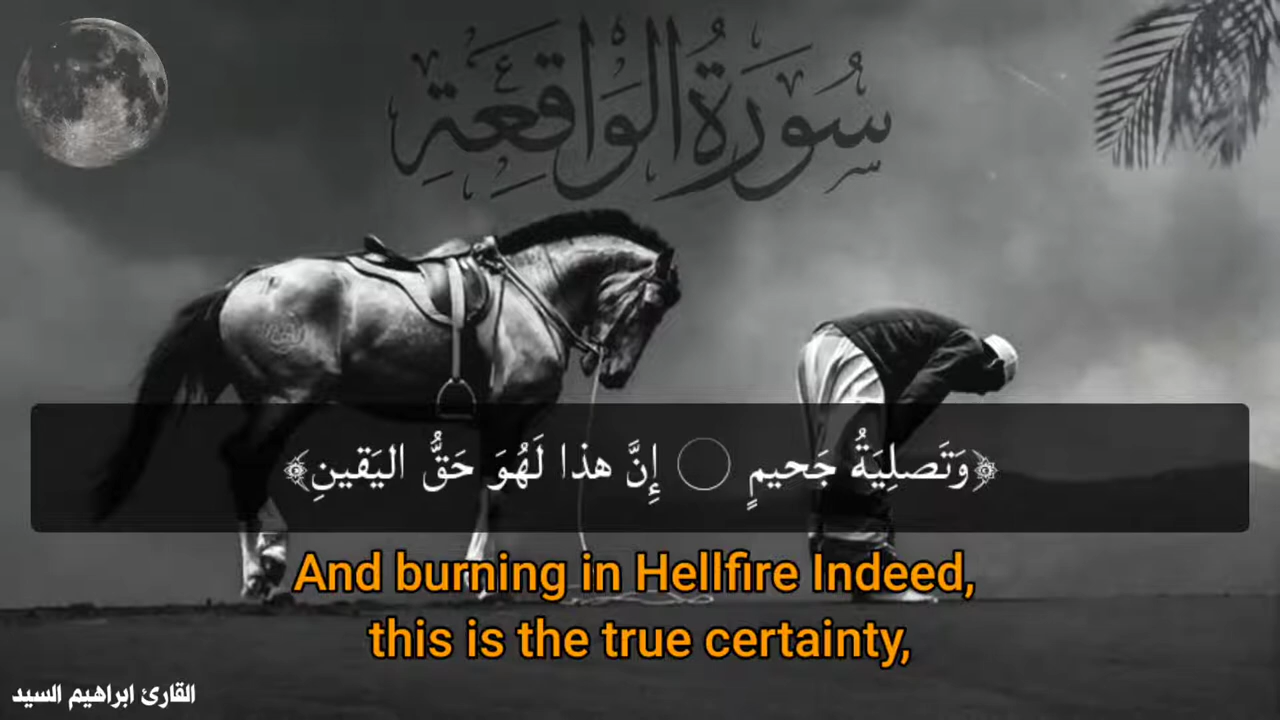 سُورَةُ الْوَاقِعَةِ
﴿وَتَصلِيَةُ جَحيمٍ ۝ إِنَّ هذا لَهُوَ حَقُّ اليَقينِ﴾
And burning in Hellfire Indeed,
this is the true certainty,
القارئ ابراهيم السيد